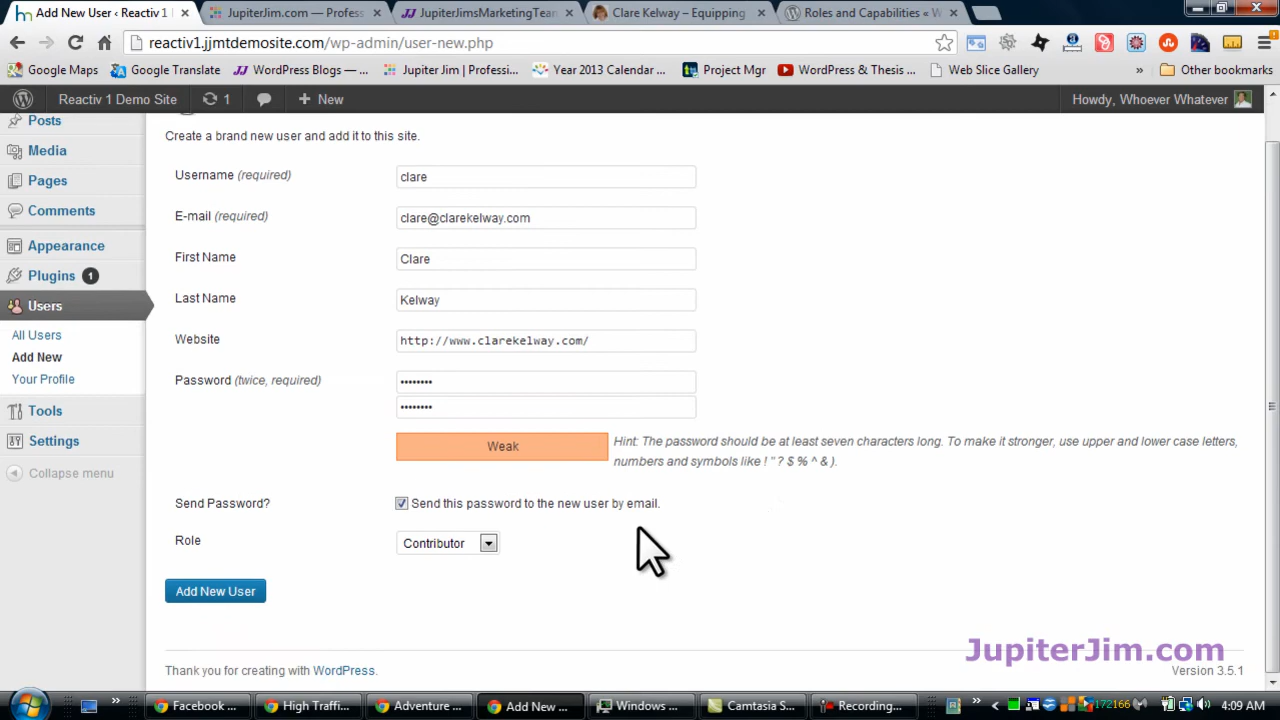 Add New User ‹ Reactiv 1
JupiterJim.com — Profess
JupiterJimsMarketingTean
Clare Kelway – Equipping
Roles and Capabilities « W
reactiv1.jjmtdemosite.com/wp-admin/user-new.php
Google Maps
Google Translate
WordPress Blogs — ...
Jupiter Jim | Professi...
Year 2013 Calendar ...
Project Mgr
WordPress & Thesis ...
Web Slice Gallery
»
Other bookmarks
Reactiv 1 Demo Site
1
New
Howdy, Whoever Whatever
Posts
Media
Pages
Comments
Appearance
Plugins 1
Users
All Users
Add New
Your Profile
Tools
Settings
Collapse menu
Create a brand new user and add it to this site.
Username (required)
clare
E-mail (required)
clare@clarekelway.com
First Name
Clare
Last Name
Kelway
Website
http://www.clarekelway.com/
Password (twice, required)
••••••••
••••••••
Weak
Hint: The password should be at least seven characters long. To make it stronger, use upper and lower case letters,
numbers and symbols like ! " ? $ % ^ & ).
Send Password?
Send this password to the new user by email.
Role
Contributor
Add New User
JupiterJim.com
Thank you for creating with WordPress.
Version 3.5.1
»
Facebook ...
High Traffi...
Adventure ...
Add New ...
Windows ...
Camtasia S...
Recording...
»
172166
4:09 AM